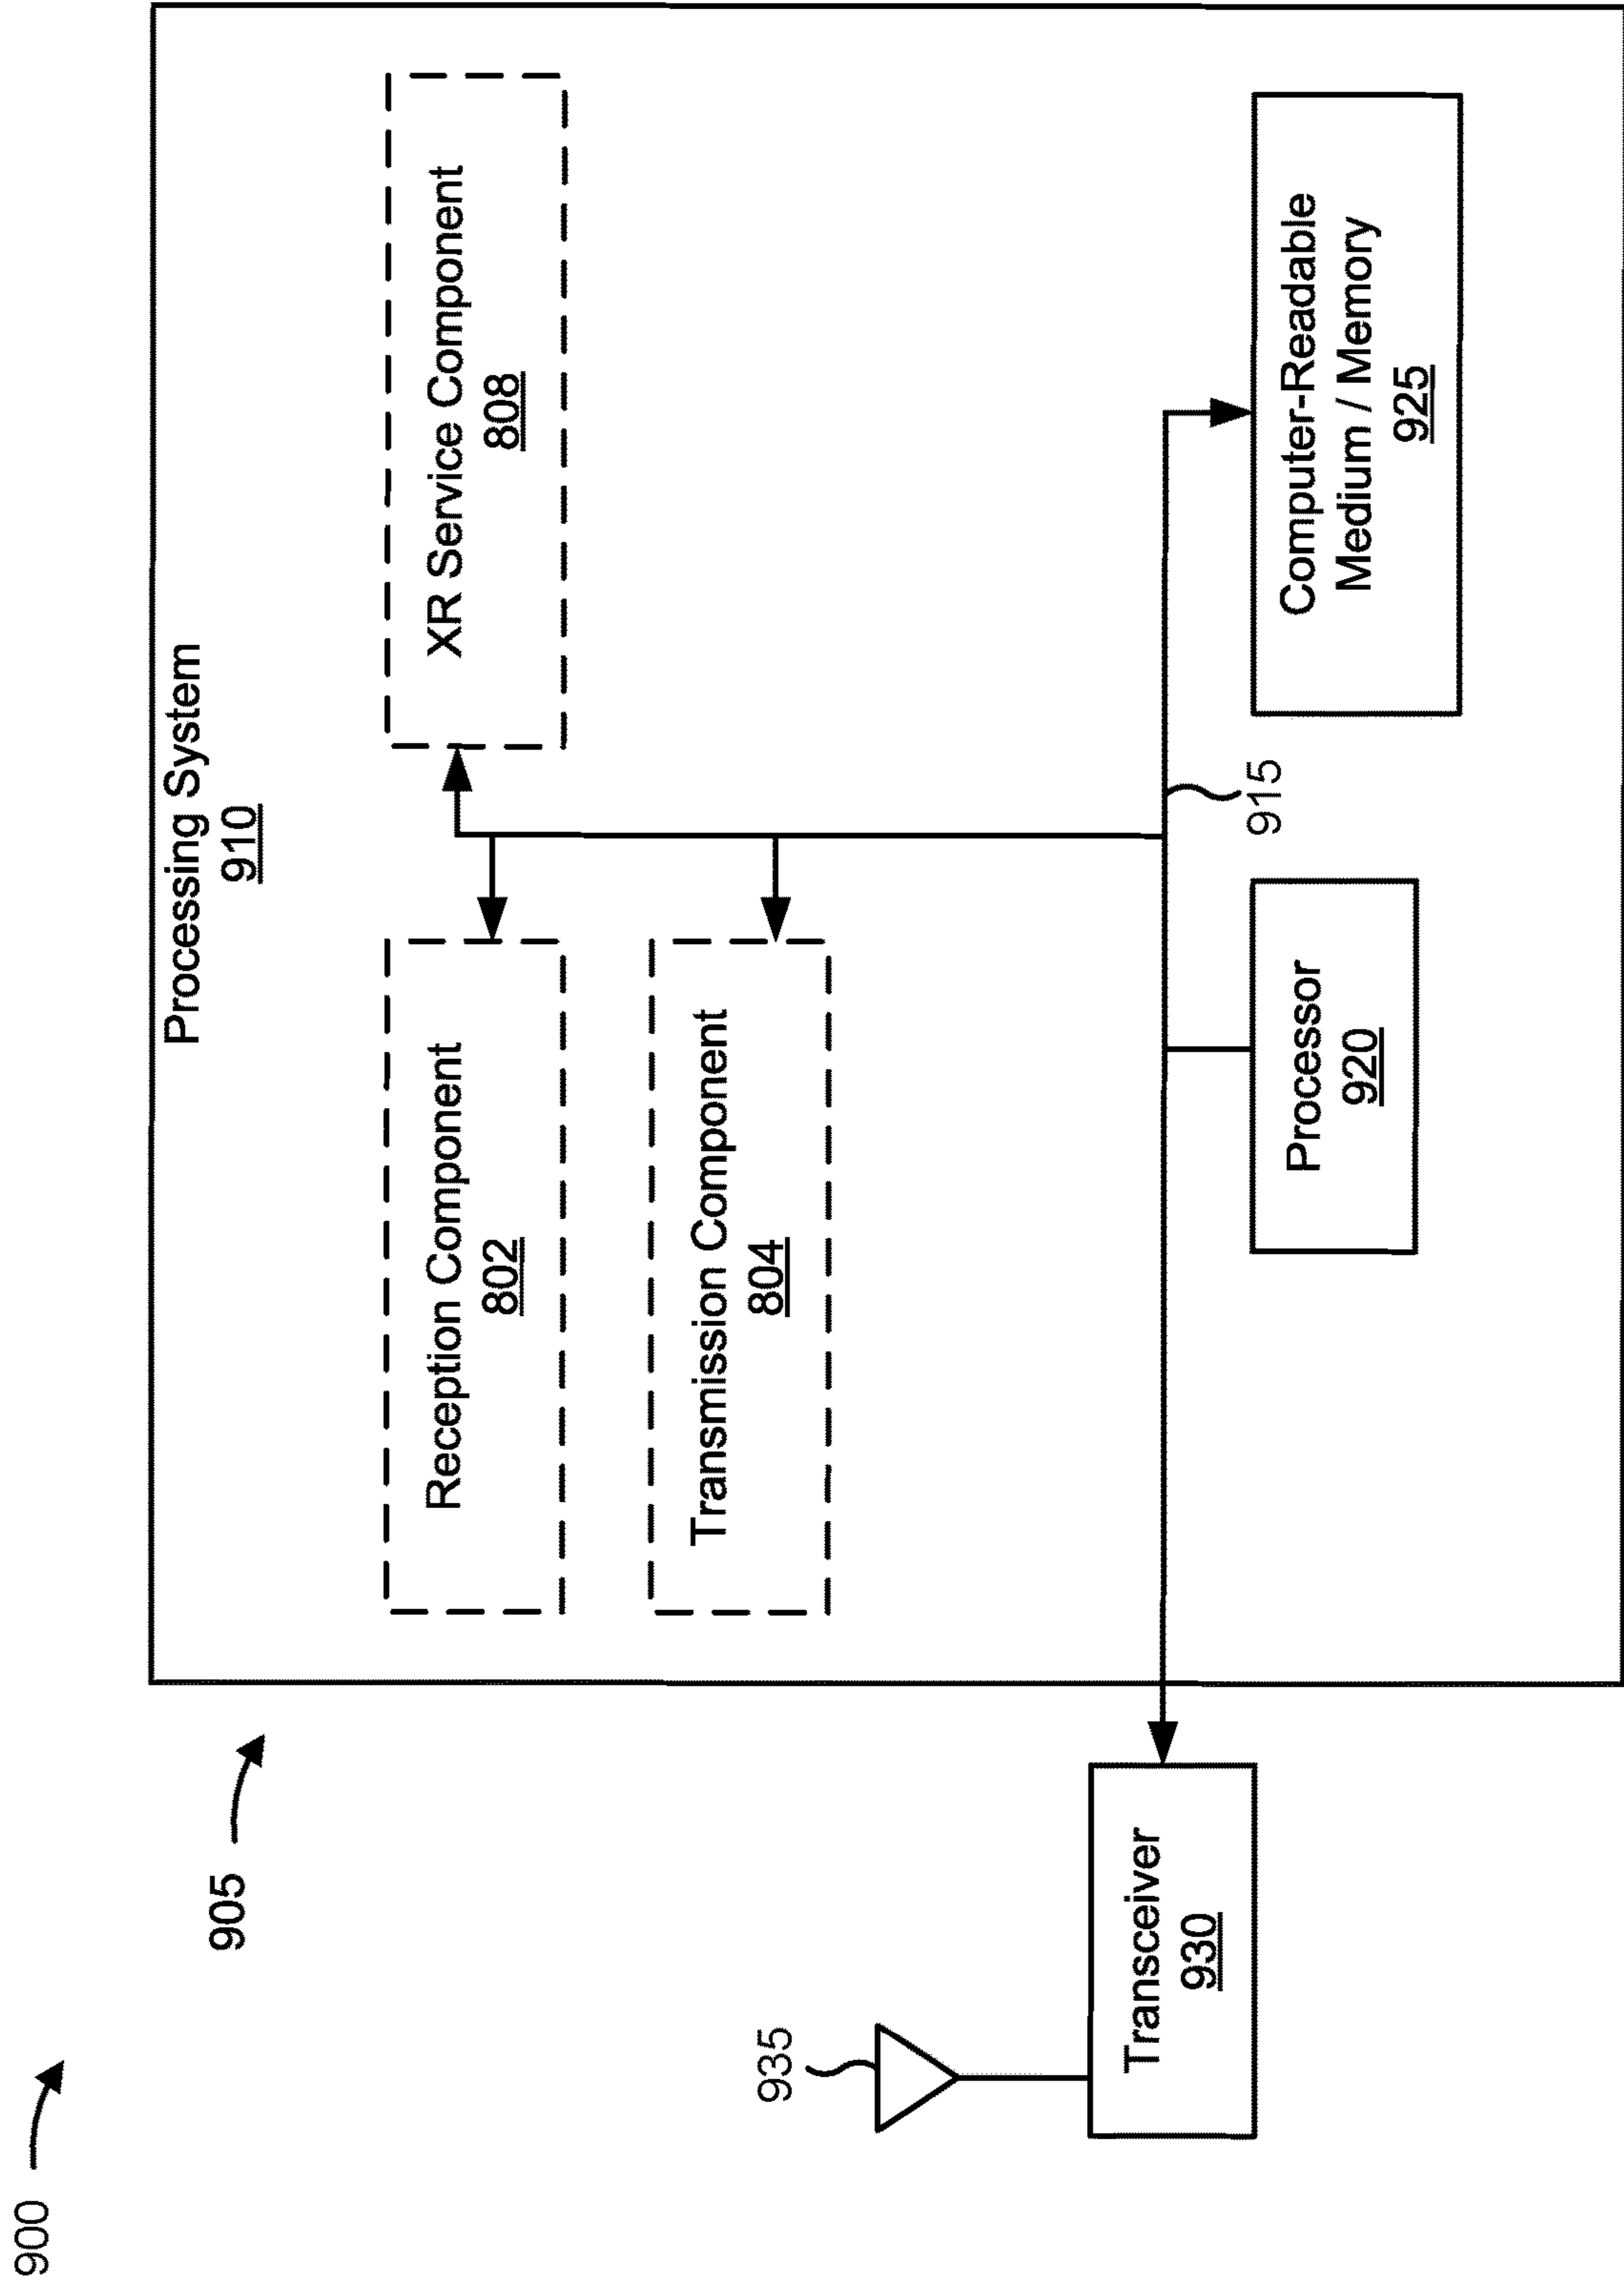 900
905
Processing System
910
Reception Component
802
XR Service Component
808
Transmission Component
804
935
Transceiver
930
Processor
920
915
Computer-Readable
Medium / Memory
925